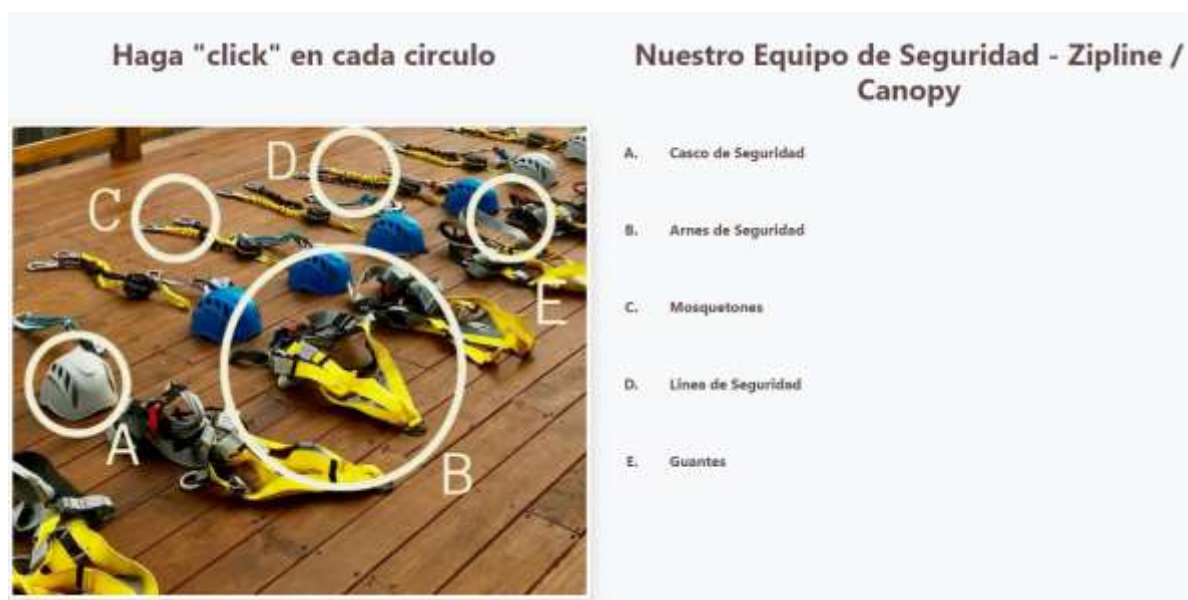 Haga "click" en cada circulo
D
C
E
A
B
Nuestro Equipo de Seguridad - Zipline /
Canopy
A. Casco de Seguridad
B. Arnes de Seguridad
C. Mosquetones
D. Linea de Seguridad
E. Guantes